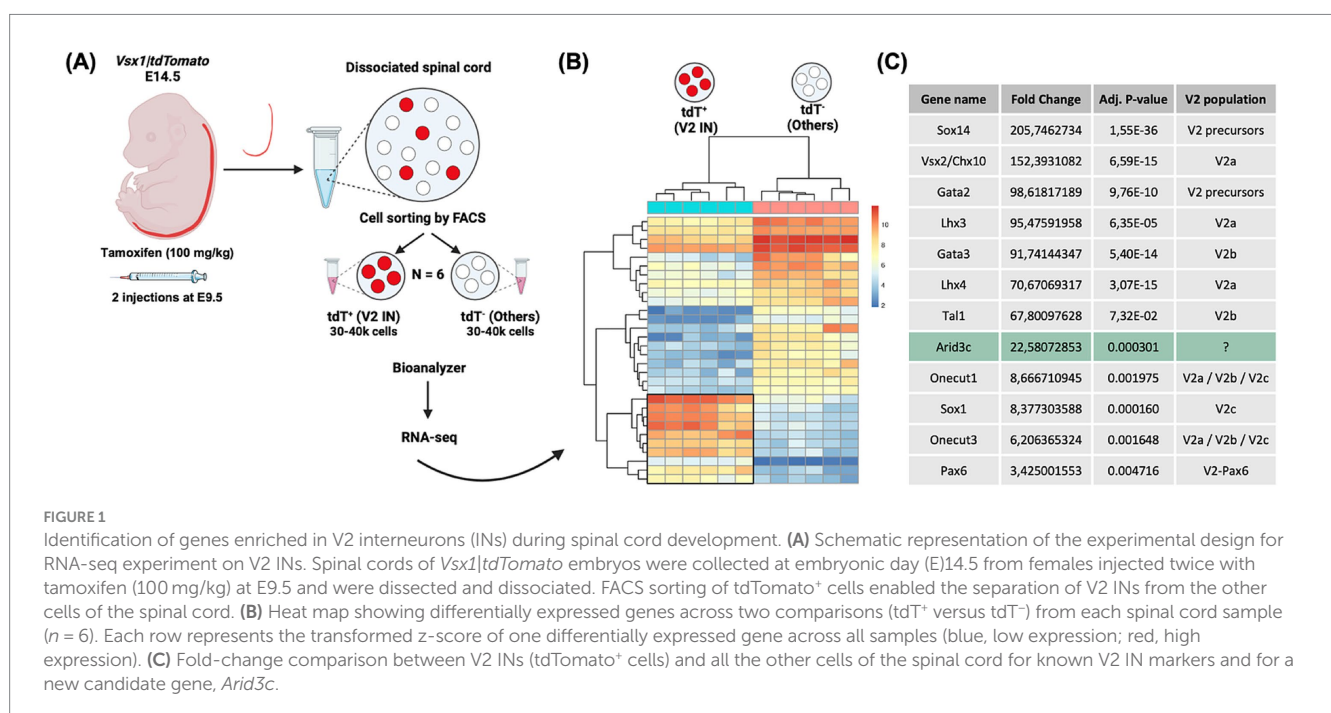 (A)
Vsx1|tdTomato
E14.5
Dissociated spinal cord
Tamoxifen (100 mg/kg)
2 injections at E9.5
Cell sorting by FACS
N = 6
tdT⁺ (V2 IN)
30-40k cells
tdT⁻ (Others)
30-40k cells
Bioanalyzer
RNA-seq
(B)
tdT⁺
(V2 IN)
tdT⁻
(Others)
10
8
6
4
2
(C)
Gene name Fold Change Adj. P-value V2 population
Sox14 205,7462734 1,55E-36 V2 precursors
Vsx2/Chx10 152,3931082 6,59E-15 V2a
Gata2 98,61817189 9,76E-10 V2 precursors
Lhx3 95,47591958 6,35E-05 V2a
Gata3 91,74144347 5,40E-14 V2b
Lhx4 70,67069317 3,07E-15 V2a
Tal1 67,80097628 7,32E-02 V2b
Arid3c 22,58072853 0.000301 ?
Onecut1 8,666710945 0.001975 V2a / V2b / V2c
Sox1 8,377303588 0.000160 V2c
Onecut3 6,206365324 0.001648 V2a / V2b / V2c
Pax6 3,425001553 0.004716 V2-Pax6
FIGURE 1
Identification of genes enriched in V2 interneurons (INs) during spinal cord development. (A) Schematic representation of the experimental design for
RNA-seq experiment on V2 INs. Spinal cords of Vsx1|tdTomato embryos were collected at embryonic day (E)14.5 from females injected twice with
tamoxifen (100 mg/kg) at E9.5 and were dissected and dissociated. FACS sorting of tdTomato⁺ cells enabled the separation of V2 INs from the other
cells of the spinal cord. (B) Heat map showing differentially expressed genes across two comparisons (tdT⁺ versus tdT⁻) from each spinal cord sample
(n = 6). Each row represents the transformed z-score of one differentially expressed gene across all samples (blue, low expression; red, high
expression). (C) Fold-change comparison between V2 INs (tdTomato⁺ cells) and all the other cells of the spinal cord for known V2 IN markers and for a
new candidate gene, Arid3c.